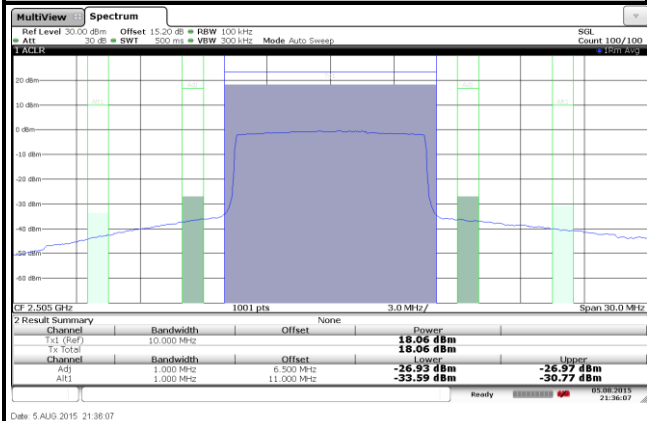 MultiView Spectrum
Ref Level 30.00 dBm Offset 15.20 dB RBW 100 kHz SGL
Att 30 dB SWT 500 ms VBW 300 kHz Mode Auto Sweep Count 100/100
1 ACLR 1Rm Avg
20 dBm
10 dBm
0 dBm
-10 dBm
-20 dBm
-30 dBm
-40 dBm
-50 dBm
-60 dBm
CF 2.505 GHz 1001 pts 3.0 MHz/ Span 30.0 MHz
2 Result Summary None
Channel Bandwidth Offset Power
Tx1 (Ref) 10.000 MHz 18.06 dBm
Tx Total 18.06 dBm
Channel Bandwidth Offset Lower Upper
Adj 1.000 MHz 6.500 MHz -26.93 dBm -26.97 dBm
Alt1 1.000 MHz 11.000 MHz -33.59 dBm -30.77 dBm
Ready 05.08.2015
21:36:07
Date: 5.AUG.2015 21:36:07